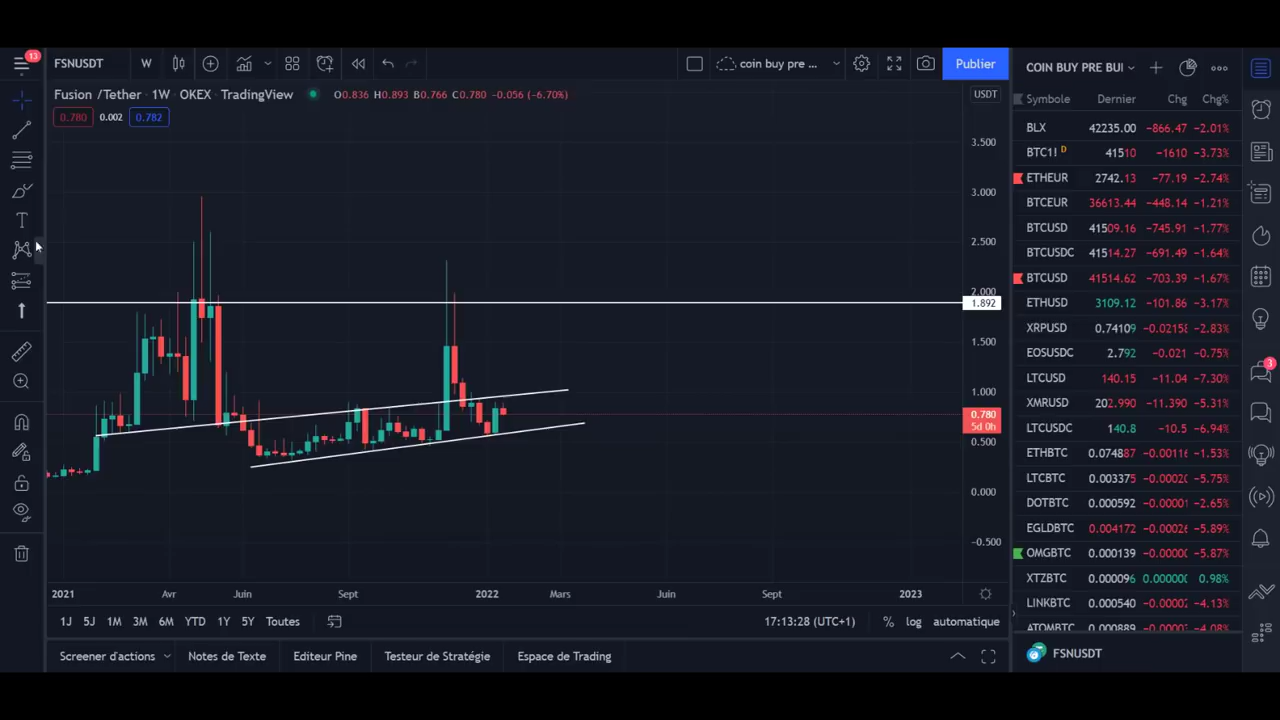 13
FSNUSDT W coin buy pre ... Publier
Fusion /Tether · 1W · OKEX · TradingView O0.836 H0.893 B0.766 C0.780 -0.056 (-6.70%)
0.780 0.002 0.782
USDT
3.500
3.000
2.500
2.000
1.892
1.500
1.000
0.780
5d 0h
0.500
0.000
-0.500
2021 Avr Juin Sept 2022 Mars Juin Sept 2023
1J 5J 1M 3M 6M YTD 1Y 5Y Toutes 17:13:28 (UTC+1) % log automatique
Screener d'actions Notes de Texte Editeur Pine Testeur de Stratégie Espace de Trading
COIN BUY PRE BUI
Symbole Dernier Chg Chg%
BLX 42235.00 -866.47 -2.01%
BTC1! D 41510 -1610 -3.73%
ETHEUR 2742.13 -77.19 -2.74%
BTCEUR 36613.44 -448.14 -1.21%
BTCUSD 41509.16 -745.91 -1.77%
BTCUSDC 41514.27 -691.49 -1.64%
BTCUSD 41514.62 -703.39 -1.67%
ETHUSD 3109.12 -101.86 -3.17%
XRPUSD 0.74109 -0.02158 -2.83%
EOSUSDC 2.792 -0.021 -0.75%
LTCUSD 140.15 -11.04 -7.30%
XMRUSD 202.990 -11.390 -5.31%
LTCUSDC 140.8 -10.5 -6.94%
ETHBTC 0.074887 -0.00116 -1.53%
LTCBTC 0.003375 -0.00020 -5.75%
DOTBTC 0.000592 -0.00001 -2.65%
EGLDBTC 0.004172 -0.00026 -5.89%
OMGBTC 0.000139 -0.00000 -5.87%
XTZBTC 0.000096 0.000000 0.98%
LINKBTC 0.000540 -0.00002 -4.13%
ATOMBTC 0.000889 -0.00003 -4.08%
FSNUSDT
3